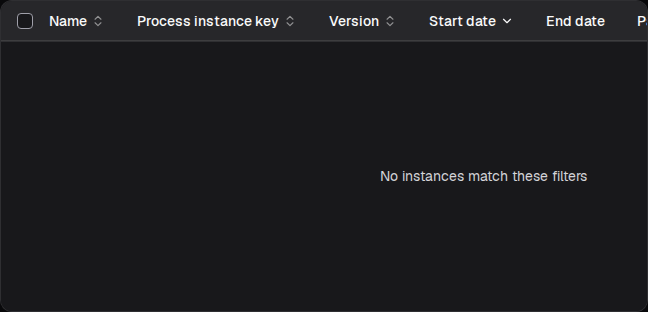 Name Process instance key Version Start date End date
No instances match these filters